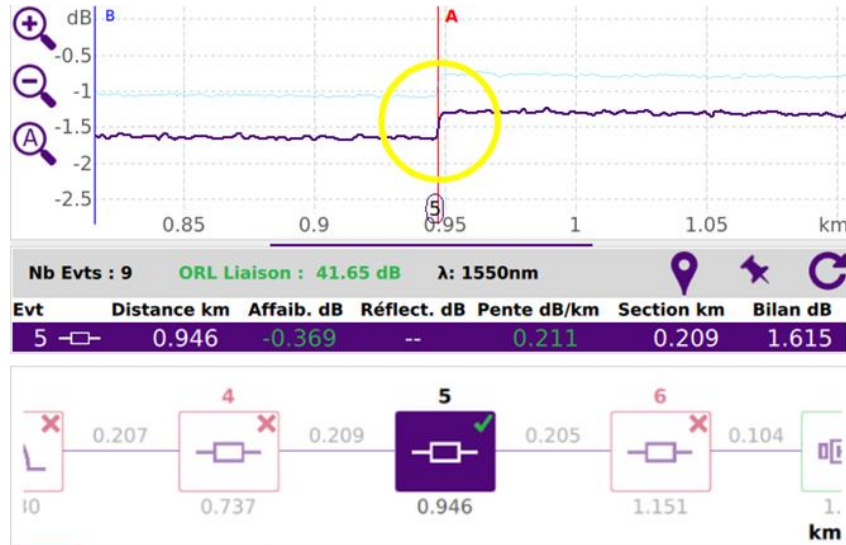 dB B A
-0.5
-1
-1.5
-2
-2.5
5
0.85 0.9 0.95 1 1.05 km
Nb Evts : 9 ORL Liaison : 41.65 dB λ: 1550nm
Evt Distance km Affaib. dB Réflect. dB Pente dB/km Section km Bilan dB
5 0.946 -0.369 -- 0.211 0.209 1.615
4 5 6
0.207 0.209 0.205 0.104
30 0.737 0.946 1.151 1.
km